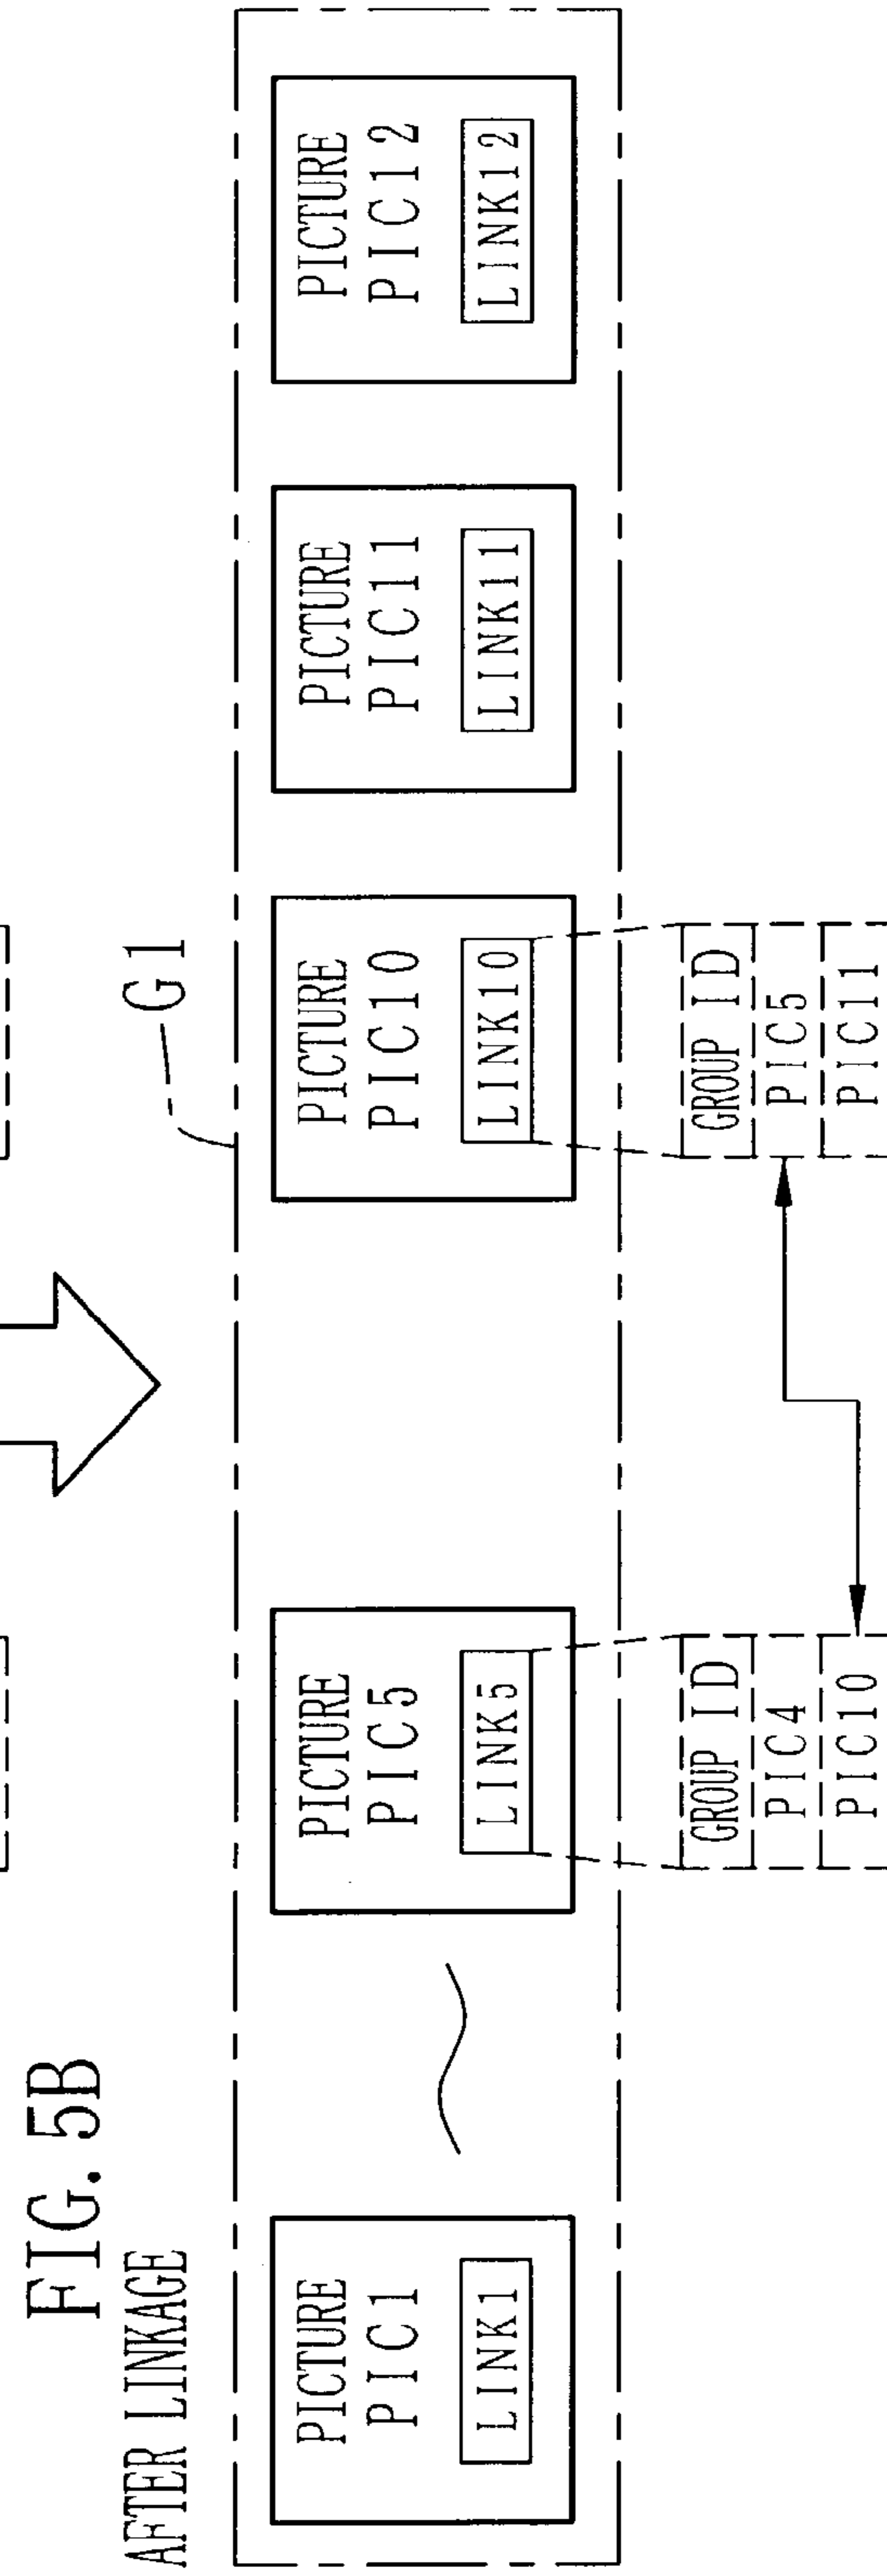 FIG. 5B
AFTER LINKAGE
G1
PICTURE
PIC1
LINK1
PICTURE
PIC5
LINK5
PICTURE
PIC10
LINK10
PICTURE
PIC11
LINK11
PICTURE
PIC12
LINK12
GROUP ID
PIC4
PIC10
GROUP ID
PIC5
PIC11